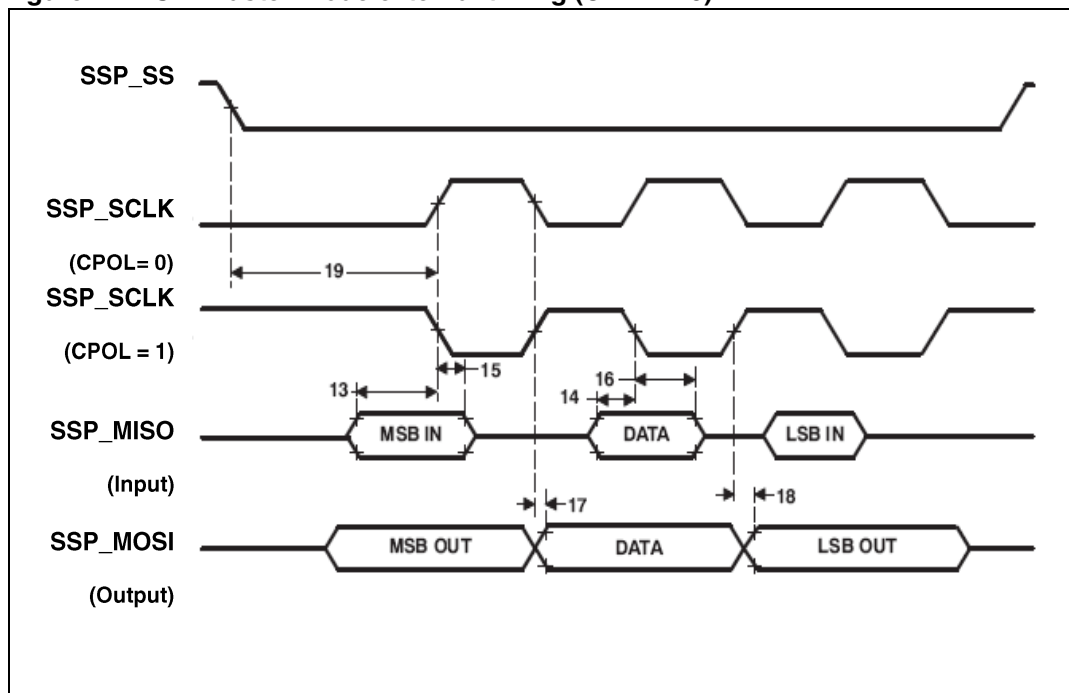 SSP_SS
SSP_SCLK
(CPOL= 0)
19
SSP_SCLK
(CPOL = 1)
15
13
16
14
SSP_MISO
MSB IN
DATA
LSB IN
(Input)
17
18
SSP_MOSI
MSB OUT
DATA
LSB OUT
(Output)